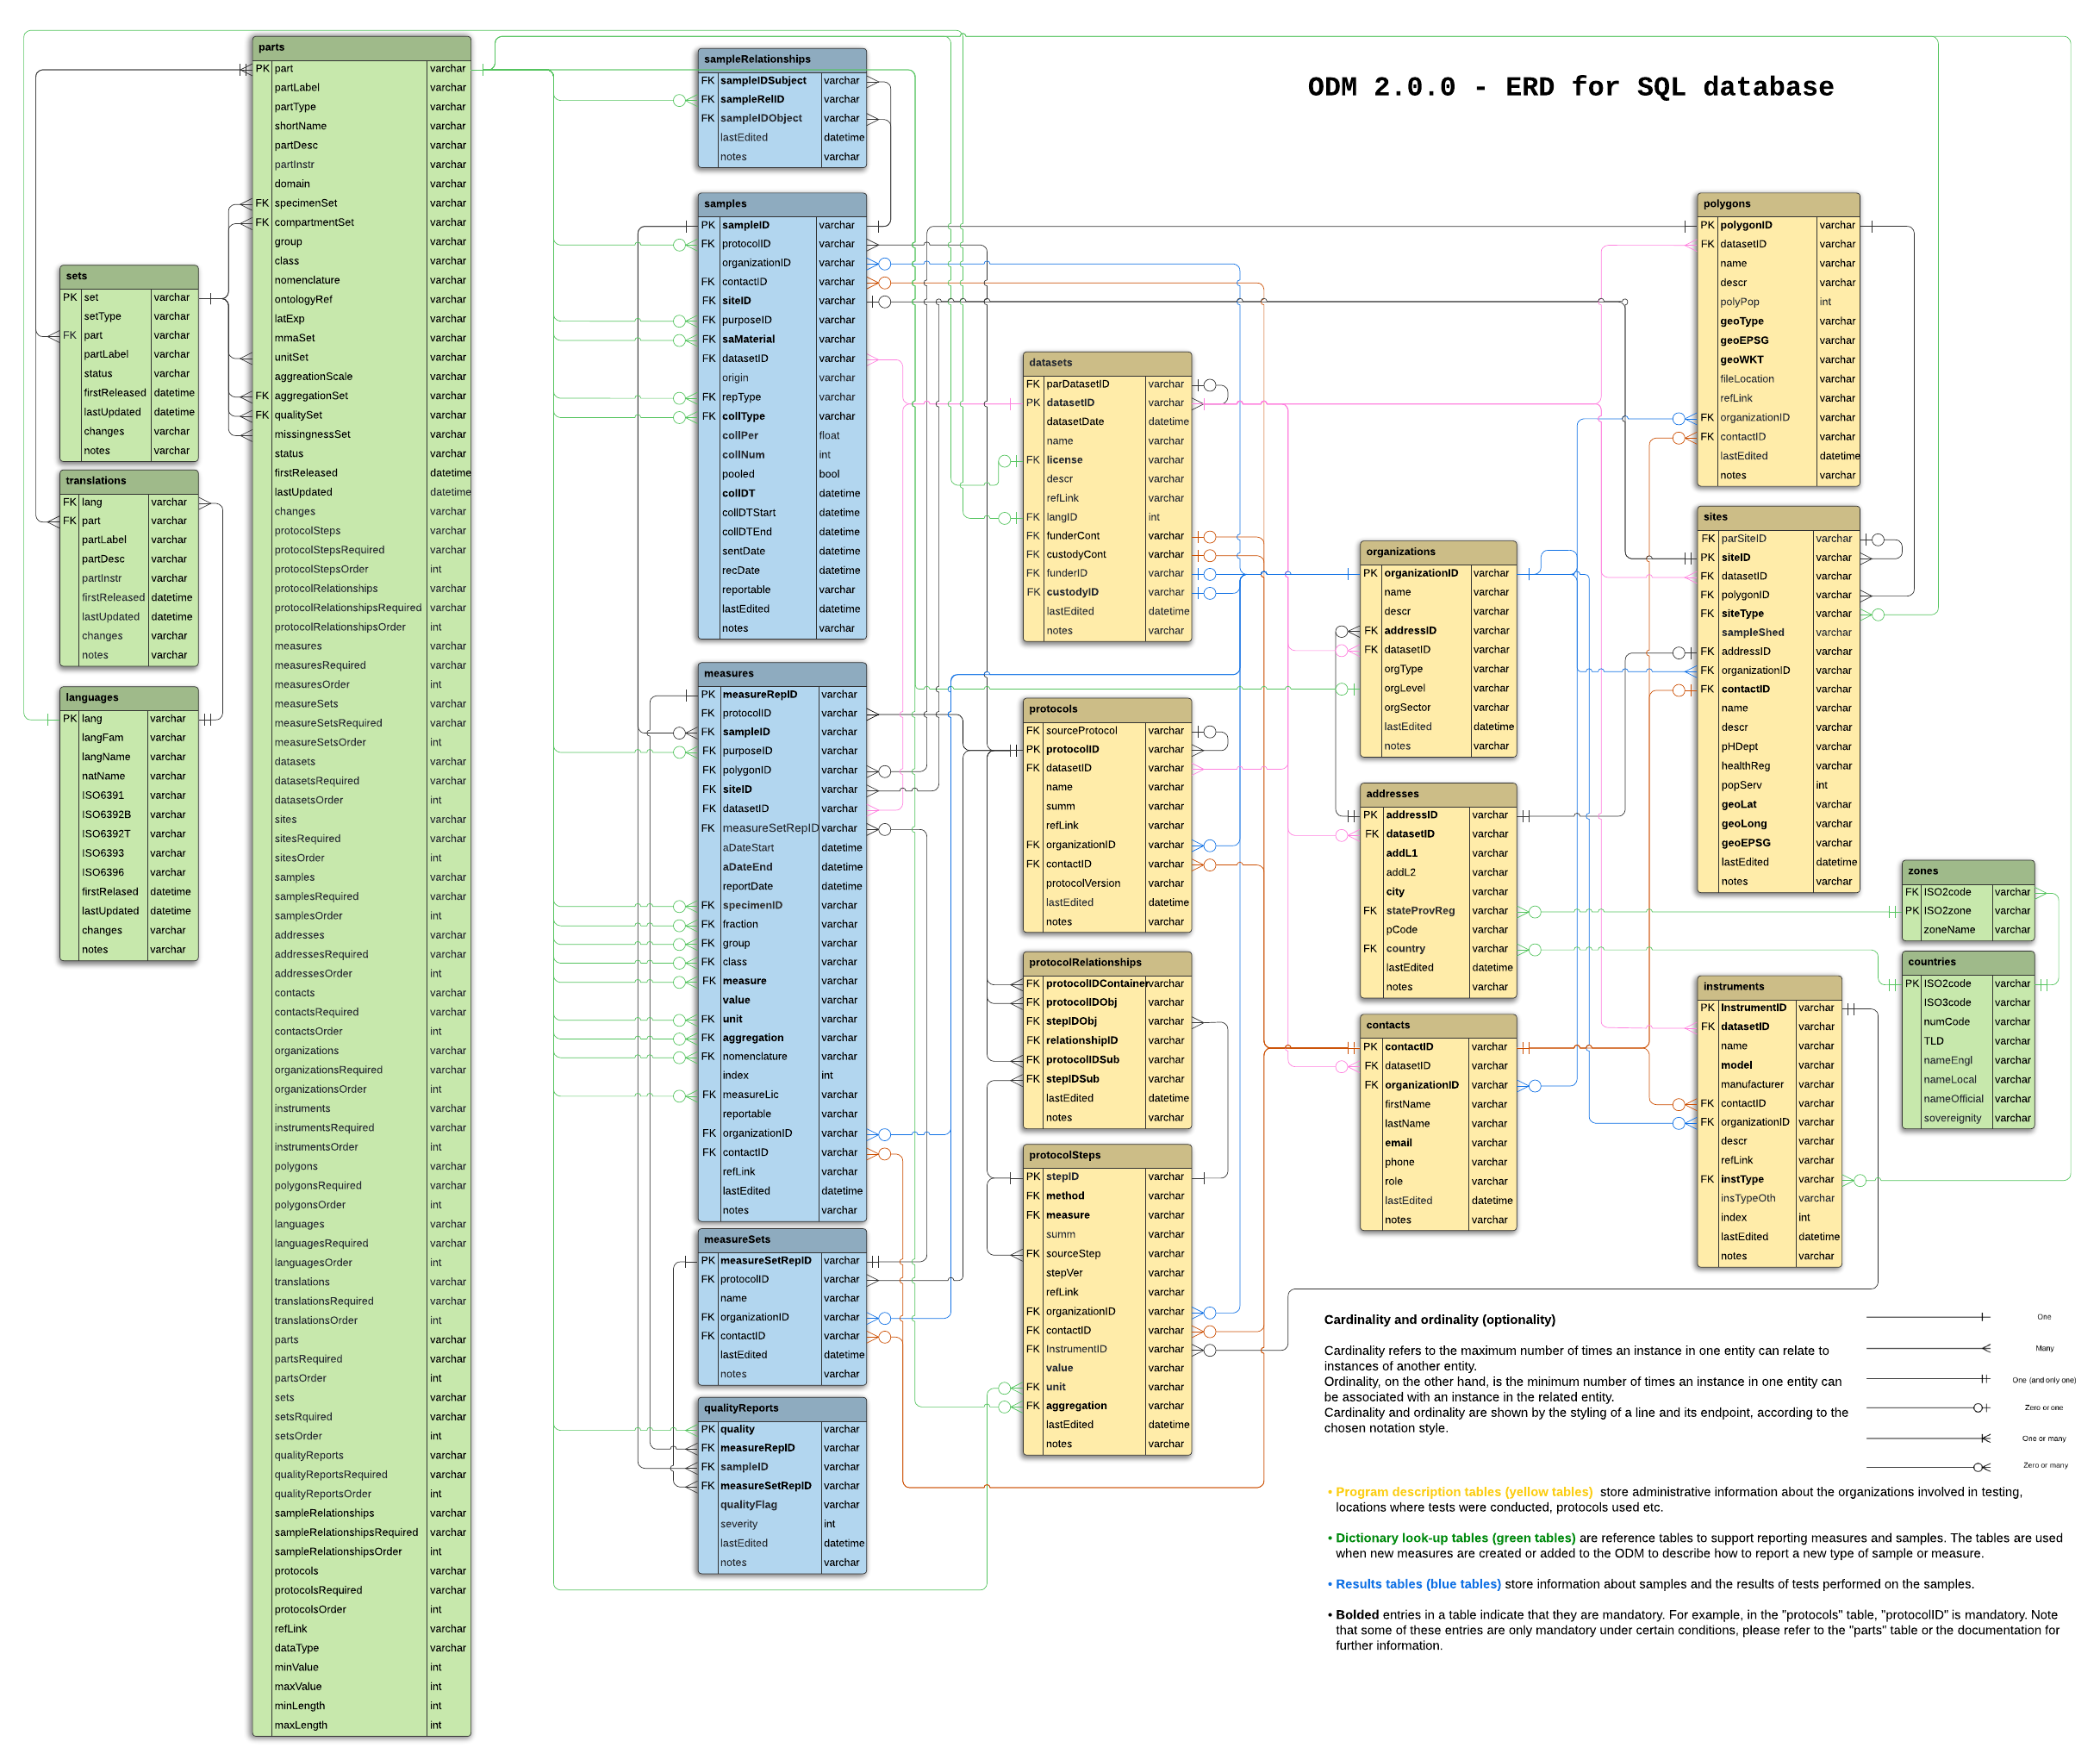 ODM 2.0.0 - ERD for SQL database
parts
PK part varchar
partLabel varchar
partType varchar
shortName varchar
partDesc varchar
partInstr varchar
domain varchar
FK specimenSet varchar
FK compartmentSet varchar
group varchar
class varchar
nomenclature varchar
ontologyRef varchar
latExp varchar
mmaSet varchar
unitSet varchar
aggreationScale varchar
FK aggregationSet varchar
FK qualitySet varchar
missingnessSet varchar
status varchar
firstReleased datetime
lastUpdated datetime
changes varchar
protocolSteps varchar
protocolStepsRequired varchar
protocolStepsOrder int
protocolRelationships varchar
protocolRelationshipsRequired varchar
protocolRelationshipsOrder int
measures varchar
measuresRequired varchar
measuresOrder int
measureSets varchar
measureSetsRequired varchar
measureSetsOrder int
datasets varchar
datasetsRequired varchar
datasetsOrder int
sites varchar
sitesRequired varchar
sitesOrder int
samples varchar
samplesRequired varchar
samplesOrder int
addresses varchar
addressesRequired varchar
addressesOrder int
contacts varchar
contactsRequired varchar
contactsOrder int
organizations varchar
organizationsRequired varchar
organizationsOrder int
instruments varchar
instrumentsRequired varchar
instrumentsOrder int
polygons varchar
polygonsRequired varchar
polygonsOrder int
languages varchar
languagesRequired varchar
languagesOrder int
translations varchar
translationsRequired varchar
translationsOrder int
parts varchar
partsRequired varchar
partsOrder int
sets varchar
setsRquired varchar
setsOrder int
qualityReports varchar
qualityReportsRequired varchar
qualityReportsOrder int
sampleRelationships varchar
sampleRelationshipsRequired varchar
sampleRelationshipsOrder int
protocols varchar
protocolsRequired varchar
protocolsOrder int
refLink varchar
dataType varchar
minValue int
maxValue int
minLength int
maxLength int
sets
PK set varchar
setType varchar
FK part varchar
partLabel varchar
status varchar
firstReleased datetime
lastUpdated datetime
changes varchar
notes varchar
translations
FK lang varchar
FK part varchar
partLabel varchar
partDesc varchar
partInstr varchar
firstReleased datetime
lastUpdated datetime
changes varchar
notes varchar
languages
PK lang varchar
langFam varchar
langName varchar
natName varchar
ISO6391 varchar
ISO6392B varchar
ISO6392T varchar
ISO6393 varchar
ISO6396 varchar
firstRelased datetime
lastUpdated datetime
changes varchar
notes varchar
sampleRelationships
FK sampleIDSubject varchar
FK sampleRelID varchar
FK sampleIDObject varchar
lastEdited datetime
notes varchar
samples
PK sampleID varchar
FK protocolID varchar
organizationID varchar
FK contactID varchar
FK siteID varchar
FK purposeID varchar
FK saMaterial varchar
FK datasetID varchar
origin varchar
FK repType varchar
FK collType varchar
collPer float
collNum int
pooled bool
collDT datetime
collDTStart datetime
collDTEnd datetime
sentDate datetime
recDate datetime
reportable varchar
lastEdited datetime
notes varchar
measures
PK measureRepID varchar
FK protocolID varchar
FK sampleID varchar
FK purposeID varchar
FK polygonID varchar
FK siteID varchar
FK datasetID varchar
FK measureSetRepID varchar
aDateStart datetime
aDateEnd datetime
reportDate datetime
FK specimenID varchar
FK fraction varchar
FK group varchar
FK class varchar
FK measure varchar
value varchar
FK unit varchar
FK aggregation varchar
FK nomenclature varchar
index int
FK measureLic varchar
reportable varchar
FK organizationID varchar
FK contactID varchar
refLink varchar
lastEdited datetime
notes varchar
measureSets
PK measureSetRepID varchar
FK protocolID varchar
name varchar
FK organizationID varchar
FK contactID varchar
lastEdited datetime
notes varchar
qualityReports
PK quality varchar
FK measureRepID varchar
FK sampleID varchar
FK measureSetRepID varchar
qualityFlag varchar
severity int
lastEdited datetime
notes varchar
datasets
FK parDatasetID varchar
PK datasetID varchar
datasetDate datetime
name varchar
FK license varchar
descr varchar
refLink varchar
FK langID int
FK funderCont varchar
FK custodyCont varchar
FK funderID varchar
FK custodyID varchar
lastEdited datetime
notes varchar
protocols
FK sourceProtocol varchar
PK protocolID varchar
FK datasetID varchar
name varchar
summ varchar
refLink varchar
FK organizationID varchar
FK contactID varchar
protocolVersion varchar
lastEdited datetime
notes varchar
protocolRelationships
FK protocolIDContainer varchar
FK protocolIDObj varchar
FK stepIDObj varchar
FK relationshipID varchar
FK protocolIDSub varchar
FK stepIDSub varchar
lastEdited datetime
notes varchar
protocolSteps
PK stepID varchar
FK method varchar
FK measure varchar
summ varchar
FK sourceStep varchar
stepVer varchar
refLink varchar
FK organizationID varchar
FK contactID varchar
FK InstrumentID varchar
value varchar
FK unit varchar
FK aggregation varchar
lastEdited datetime
notes varchar
organizations
PK organizationID varchar
name varchar
descr varchar
FK addressID varchar
FK datasetID varchar
orgType varchar
orgLevel varchar
orgSector varchar
lastEdited datetime
notes varchar
addresses
PK addressID varchar
FK datasetID varchar
addL1 varchar
addL2 varchar
city varchar
FK stateProvReg varchar
pCode varchar
FK country varchar
lastEdited datetime
notes varchar
contacts
PK contactID varchar
FK datasetID varchar
FK organizationID varchar
firstName varchar
lastName varchar
email varchar
phone varchar
role varchar
lastEdited datetime
notes varchar
polygons
PK polygonID varchar
FK datasetID varchar
name varchar
descr varchar
polyPop int
geoType varchar
geoEPSG varchar
geoWKT varchar
fileLocation varchar
refLink varchar
FK organizationID varchar
FK contactID varchar
lastEdited datetime
notes varchar
sites
FK parSiteID varchar
PK siteID varchar
FK datasetID varchar
FK polygonID varchar
FK siteType varchar
sampleShed varchar
FK addressID varchar
FK organizationID varchar
FK contactID varchar
name varchar
descr varchar
pHDept varchar
healthReg varchar
popServ int
geoLat varchar
geoLong varchar
geoEPSG varchar
lastEdited datetime
notes varchar
instruments
PK InstrumentID varchar
FK datasetID varchar
name varchar
model varchar
manufacturer varchar
FK contactID varchar
FK organizationID varchar
descr varchar
refLink varchar
FK instType varchar
insTypeOth varchar
index int
lastEdited datetime
notes varchar
zones
FK ISO2code varchar
PK ISO2zone varchar
zoneName varchar
countries
PK ISO2code varchar
ISO3code varchar
numCode varchar
TLD varchar
nameEngl varchar
nameLocal varchar
nameOfficial varchar
sovereignity varchar
Cardinality and ordinality (optionality)
Cardinality refers to the maximum number of times an instance in one entity can relate to
instances of another entity.
Ordinality, on the other hand, is the minimum number of times an instance in one entity can
be associated with an instance in the related entity.
Cardinality and ordinality are shown by the styling of a line and its endpoint, according to the
chosen notation style.
One
Many
One (and only one)
Zero or one
One or many
Zero or many
• Program description tables (yellow tables) store administrative information about the organizations involved in testing,
locations where tests were conducted, protocols used etc.
• Dictionary look-up tables (green tables) are reference tables to support reporting measures and samples. The tables are used
when new measures are created or added to the ODM to describe how to report a new type of sample or measure.
• Results tables (blue tables) store information about samples and the results of tests performed on the samples.
• Bolded entries in a table indicate that they are mandatory. For example, in the "protocols" table, "protocolID" is mandatory. Note
that some of these entries are only mandatory under certain conditions, please refer to the "parts" table or the documentation for
further information.